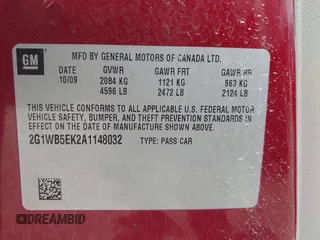 GM
MFD BY GENERAL MOTORS OF CANADA LTD.
DATE GVWR GAWR FRT GAWR RR
10/09 2084 KG 1121 KG 963 KG
4596 LB 2472 LB 2124 LB
THIS VEHICLE CONFORMS TO ALL APPLICABLE U.S. FEDERAL MOTOR
VEHICLE SAFETY, BUMPER, AND THEFT PREVENTION STANDARDS IN
EFFECT ON THE DATE OF MANUFACTURE SHOWN ABOVE.
2G1WB5EK2A1148032 TYPE: PASS CAR
DREAMBID